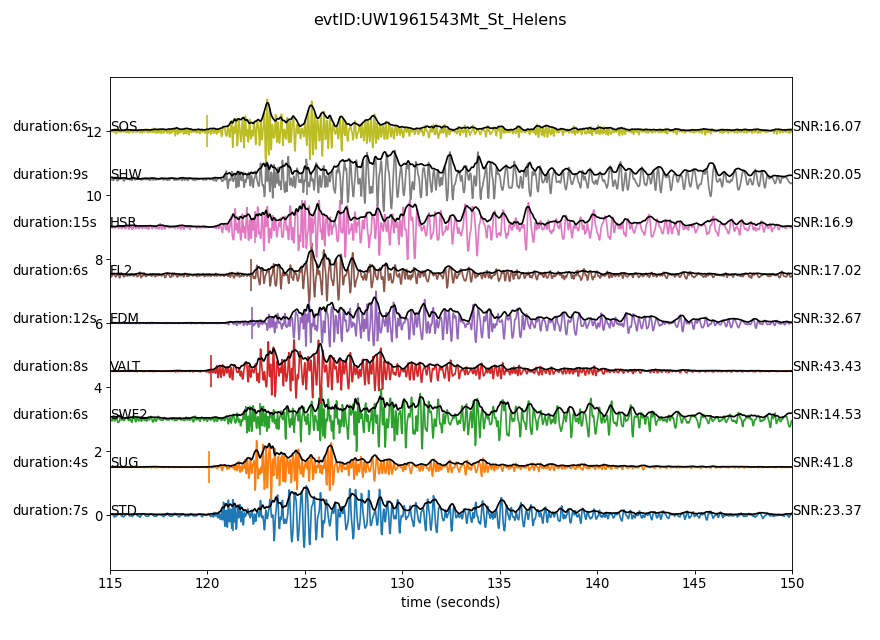 evtID:UW1961543Mt_St_Helens
duration:6s SOS SNR:16.07
12
duration:9s SHW SNR:20.05
10
duration:15s HSR SNR:16.9
8
duration:6s FL2 SNR:17.02
duration:12s EDM SNR:32.67
6
duration:8s VALT SNR:43.43
4
duration:6s SWF2 SNR:14.53
2
duration:4s SUG SNR:41.8
duration:7s STD SNR:23.37
0
115 120 125 130 135 140 145 150
time (seconds)